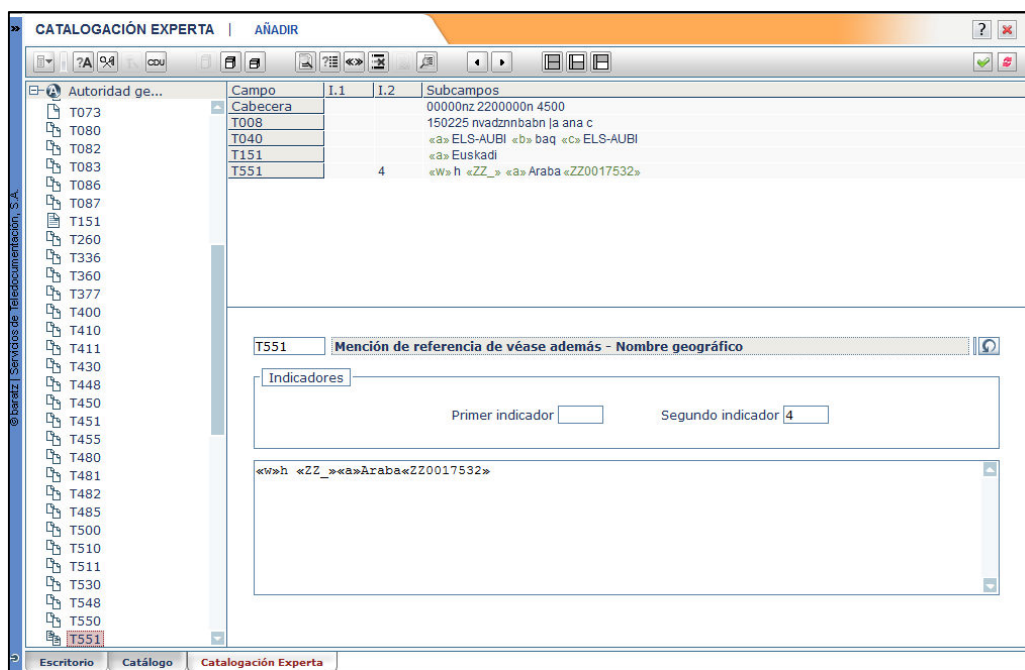 CATALOGACIÓN EXPERTA | AÑADIR
?A CDU
Autoridad ge...
T073
T080
T082
T083
T086
T087
T151
T260
T336
T360
T377
T400
T410
T411
T430
T448
T450
T451
T455
T480
T481
T482
T485
T500
T510
T511
T530
T548
T550
T551
Campo I.1 I.2 Subcampos
Cabecera 00000nz 2200000n 4500
T008 150225 nvadznnbabn |a ana c
T040 «a» ELS-AUBI «b» baq «c» ELS-AUBI
T151 «a» Euskadi
T551 4 «w» h «ZZ_» «a» Araba «ZZ0017532»
T551 Mención de referencia de véase además - Nombre geográfico
Indicadores
Primer indicador Segundo indicador 4
«w»h «ZZ_»«a»Araba«ZZ0017532»
© baratz | Servicios de Teledocumentación, S.A.
Escritorio Catálogo Catalogación Experta